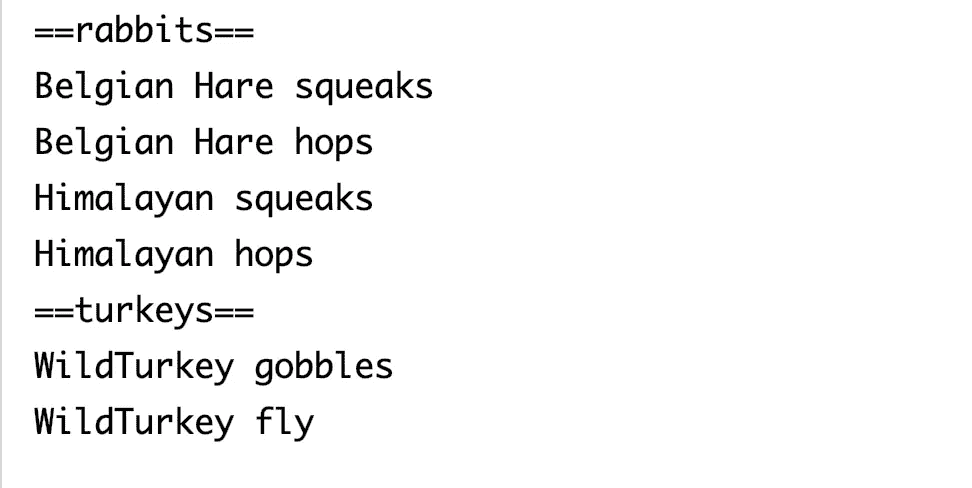 ==rabbits==
Belgian Hare squeaks
Belgian Hare hops
Himalayan squeaks
Himalayan hops
==turkeys==
WildTurkey gobbles
WildTurkey fly